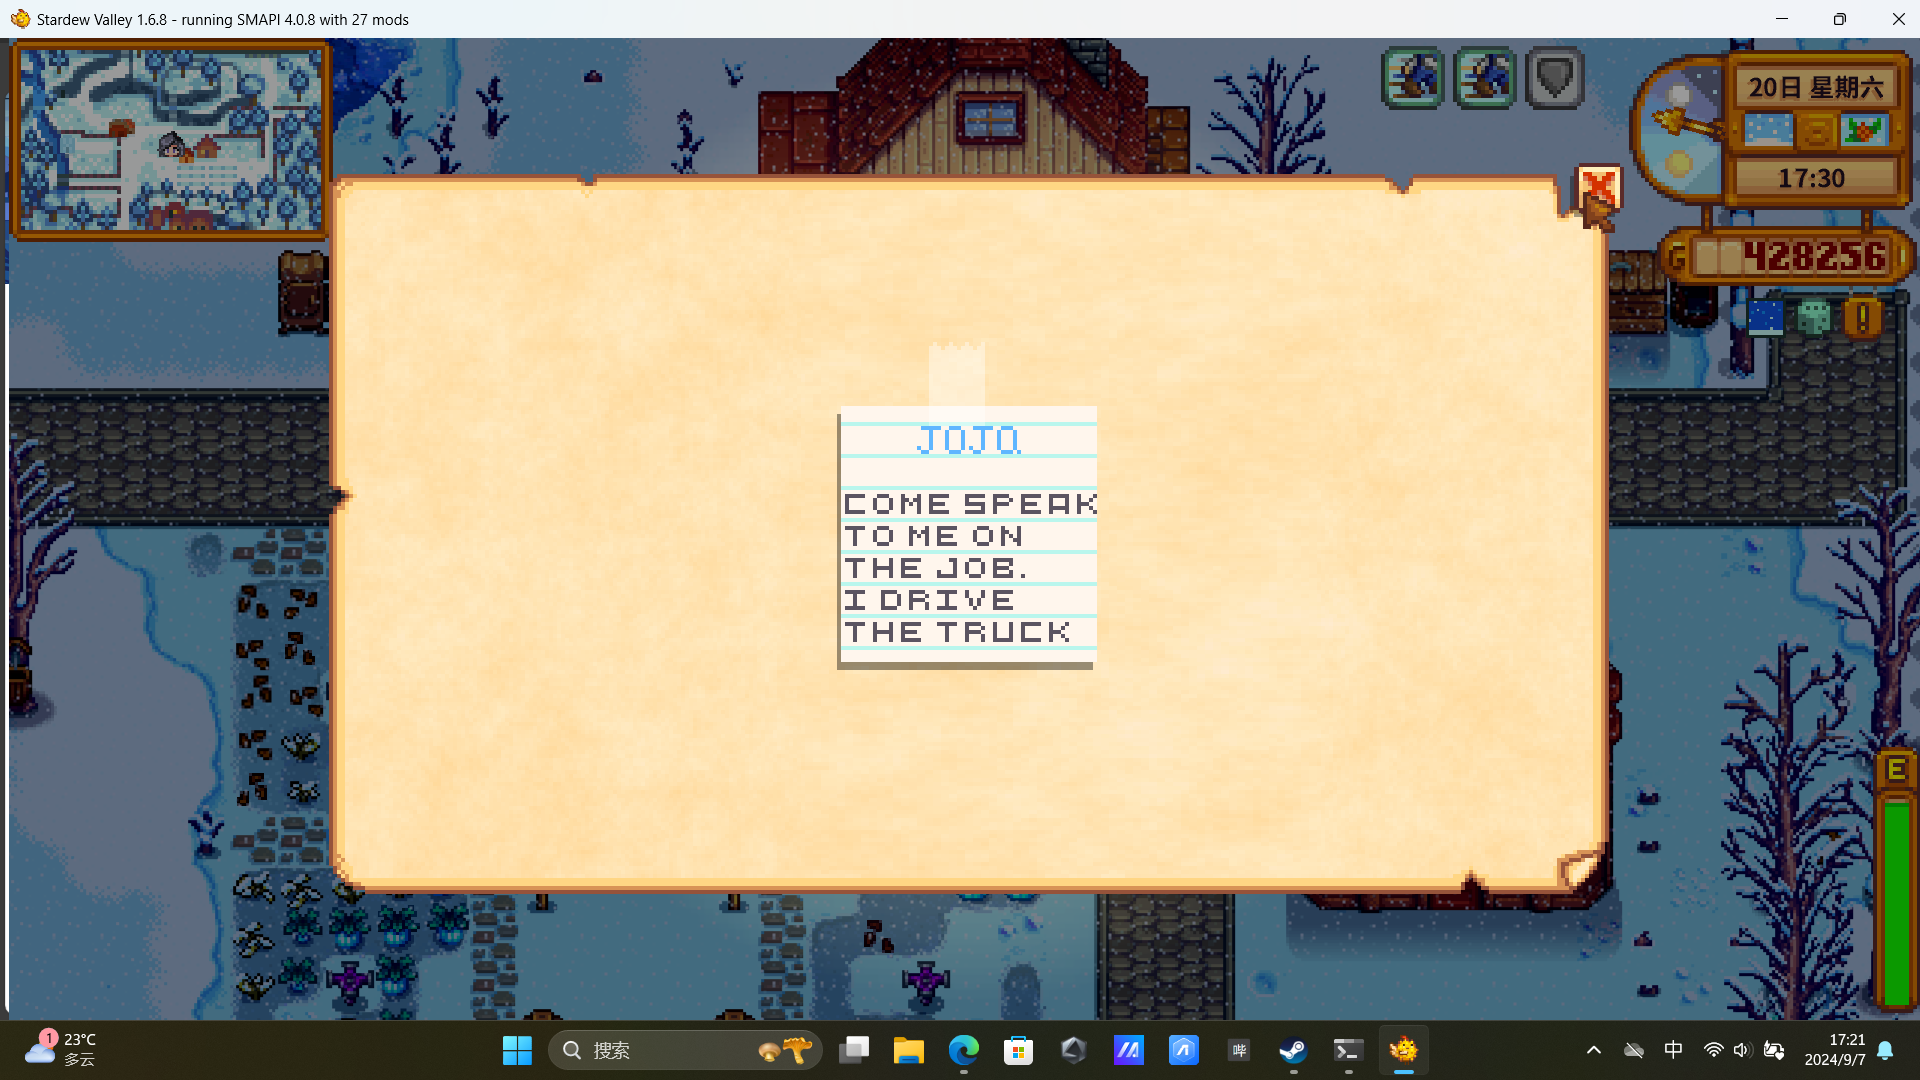 Stardew Valley 1.6.8 - running SMAPI 4.0.8 with 27 mods
20日 星期六
17:30
G 428256
JOJO
COME SPEAK
TO ME ON
THE JOB.
I DRIVE
THE TRUCK
E
1
23°C
多云
搜索
哔
中
17:21
2024/9/7